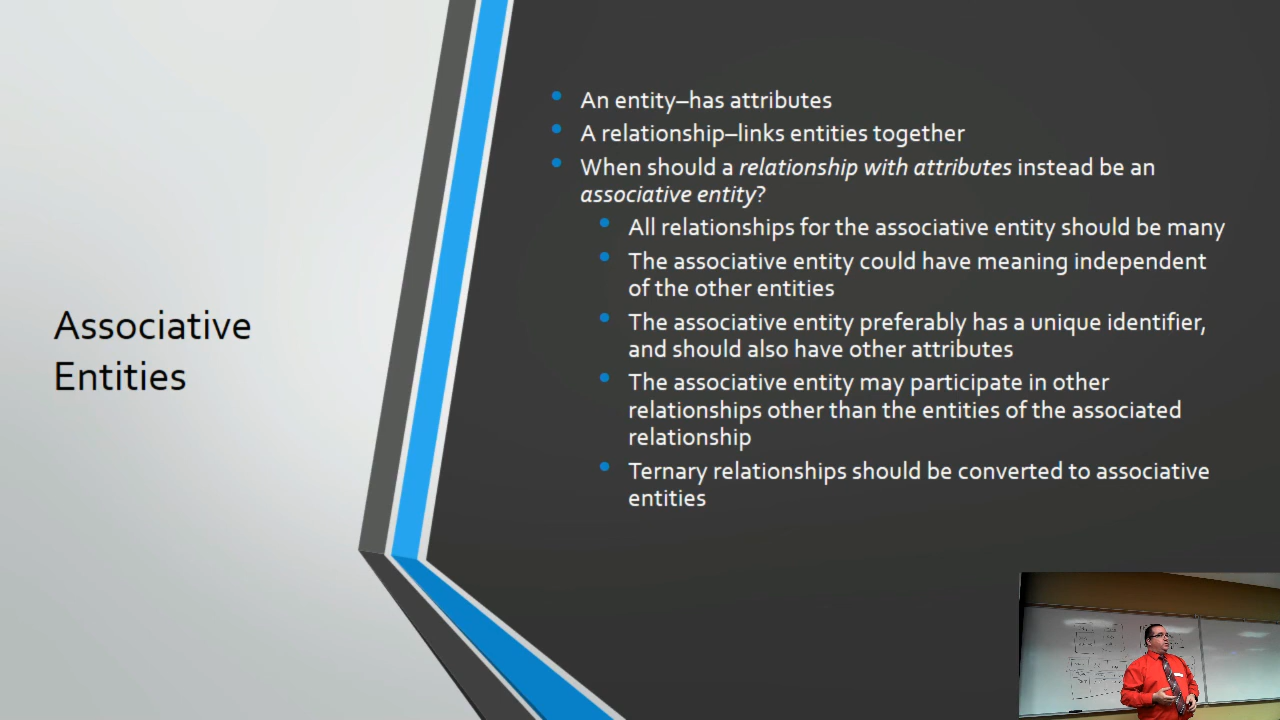 Associative
Entities
An entity–has attributes
A relationship–links entities together
When should a relationship with attributes instead be an
associative entity?
All relationships for the associative entity should be many
The associative entity could have meaning independent
of the other entities
The associative entity preferably has a unique identifier,
and should also have other attributes
The associative entity may participate in other
relationships other than the entities of the associated
relationship
Ternary relationships should be converted to associative
entities